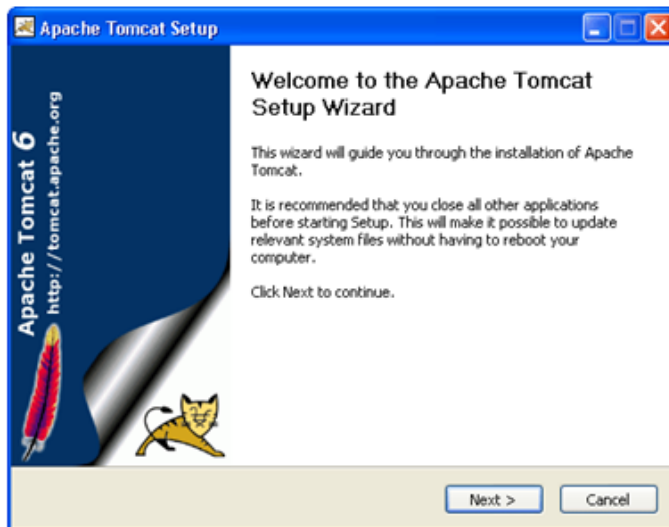 Apache Tomcat Setup
Apache Tomcat 6
http://tomcat.apache.org
Welcome to the Apache Tomcat
Setup Wizard
This wizard will guide you through the installation of Apache
Tomcat.
It is recommended that you close all other applications
before starting Setup. This will make it possible to update
relevant system files without having to reboot your
computer.
Click Next to continue.
Next >
Cancel